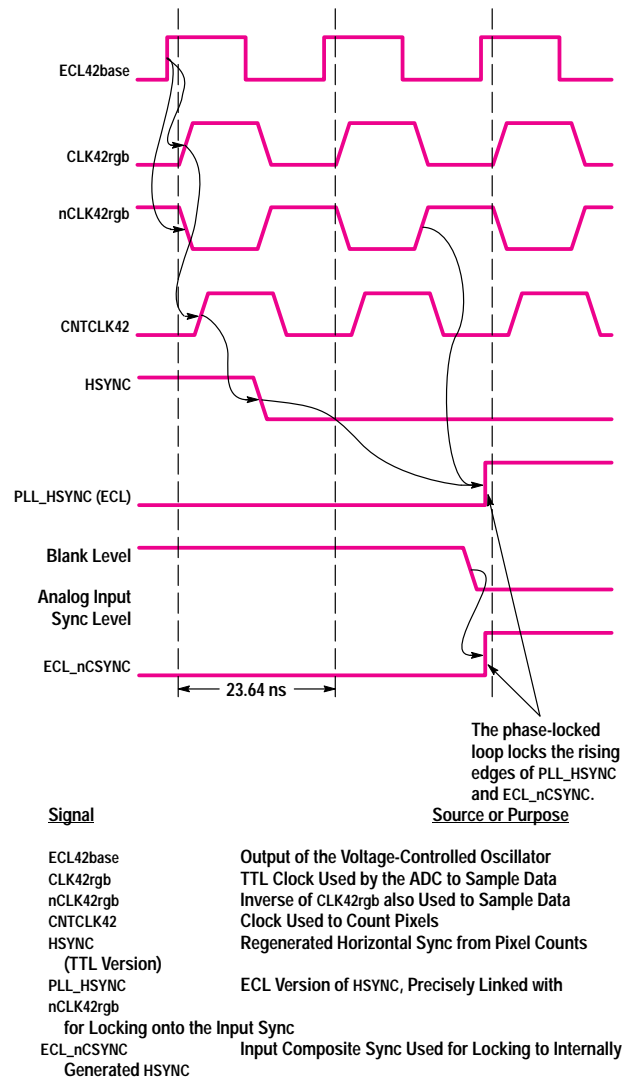 ECL42base
CLK42rgb
nCLK42rgb
CNTCLK42
HSYNC
PLL_HSYNC (ECL)
Blank Level
Analog Input
Sync Level
ECL_nCSYNC
23.64 ns
The phase-locked
loop locks the rising
edges of PLL_HSYNC
and ECL_nCSYNC.
Signal Source or Purpose
ECL42base Output of the Voltage-Controlled Oscillator
CLK42rgb TTL Clock Used by the ADC to Sample Data
nCLK42rgb Inverse of CLK42rgb also Used to Sample Data
CNTCLK42 Clock Used to Count Pixels
HSYNC Regenerated Horizontal Sync from Pixel Counts
(TTL Version)
PLL_HSYNC ECL Version of HSYNC, Precisely Linked with
nCLK42rgb
for Locking onto the Input Sync
ECL_nCSYNC Input Composite Sync Used for Locking to Internally
Generated HSYNC